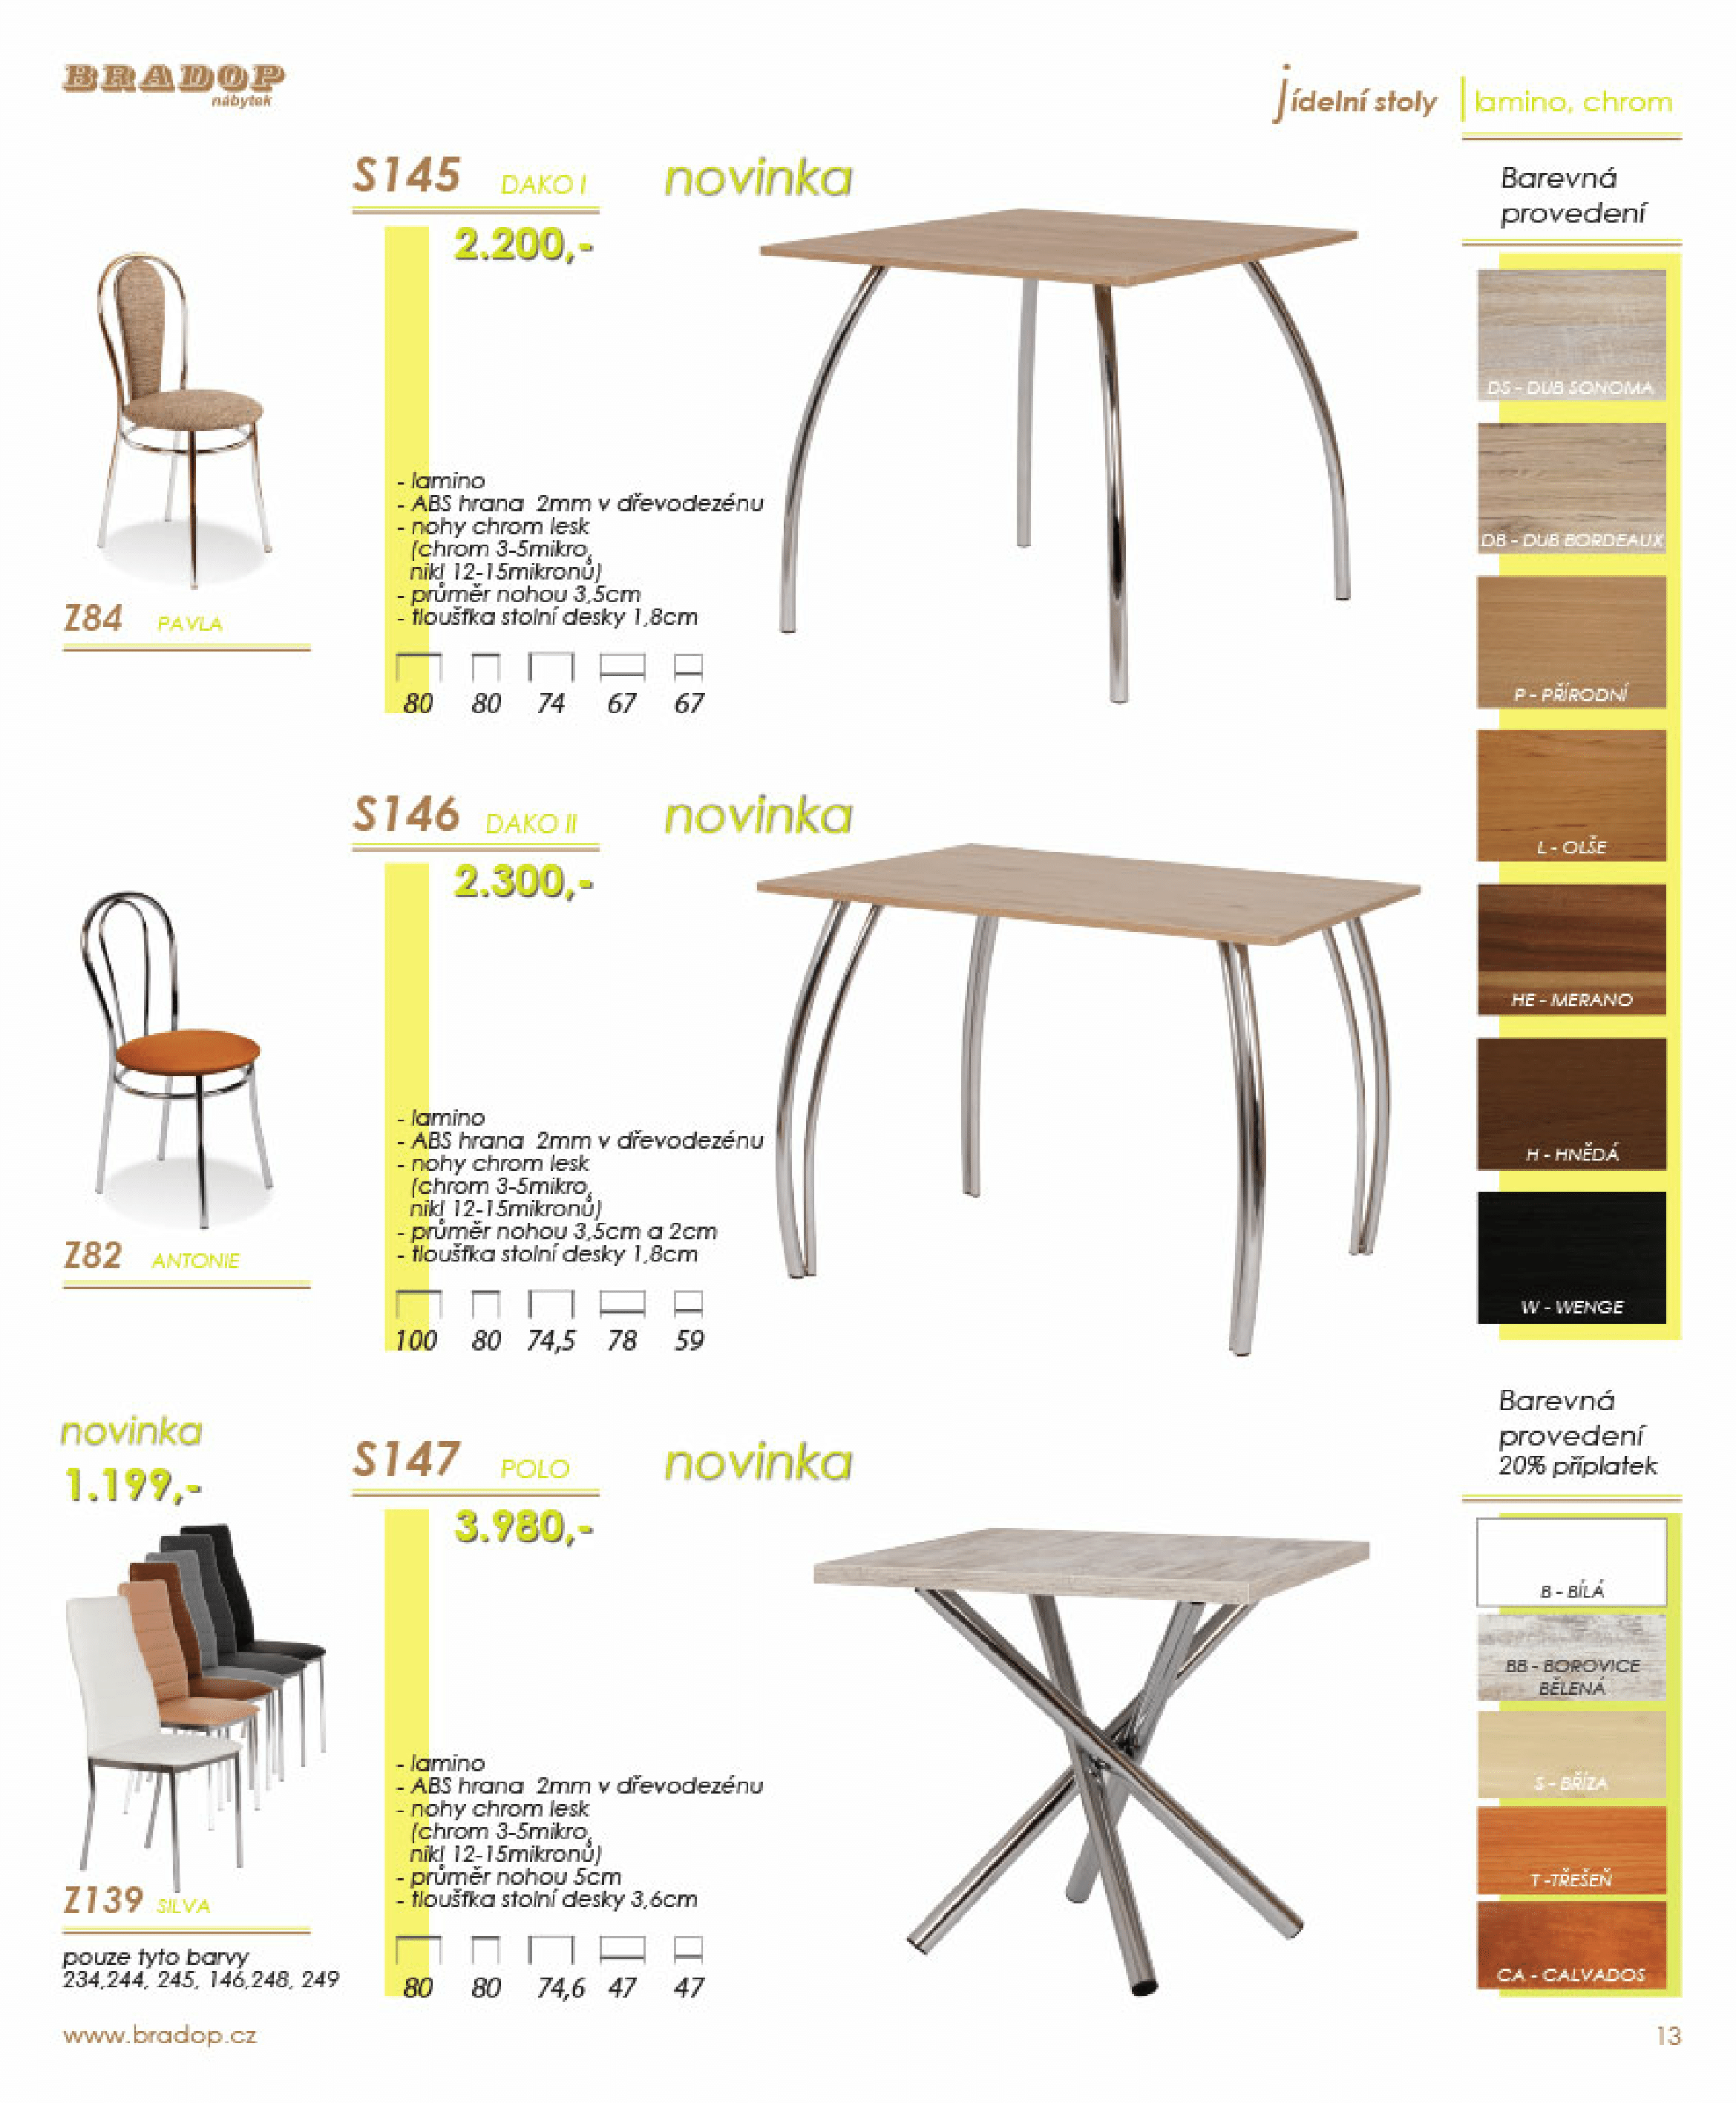 BRADOP
nábytek
jídelní stoly
lamino, chrom
S145 DAKO I novinka
2.200,-
- lamino
- ABS hrana 2mm v dřevodezénu
- nohy chrom lesk
(chrom 3-5mikro,
nikl 12-15mikronů)
- průměr nohou 3,5cm
- tloušťka stolní desky 1,8cm
80 80 74 67 67
Z84 PAVLA
S146 DAKO II novinka
2.300,-
- lamino
- ABS hrana 2mm v dřevodezénu
- nohy chrom lesk
(chrom 3-5mikro,
nikl 12-15mikronů)
- průměr nohou 3,5cm a 2cm
- tloušťka stolní desky 1,8cm
100 80 74,5 78 59
Z82 ANTONIE
novinka
1.199,-
Z139 SILVA
pouze tyto barvy
234,244, 245, 146,248, 249
S147 POLO novinka
3.980,-
- lamino
- ABS hrana 2mm v dřevodezénu
- nohy chrom lesk
(chrom 3-5mikro,
nikl 12-15mikronů)
- průměr nohou 5cm
- tloušťka stolní desky 3,6cm
80 80 74,6 47 47
Barevná
provedení
DS - DUB SONOMA
DB - DUB BORDEAUX
P - PŘÍRODNÍ
L - OLŠE
HE - MERANO
H - HNĚDÁ
W - WENGE
Barevná
provedení
20% příplatek
B - BÍLÁ
BB - BOROVICE
BĚLENÁ
S - BŘÍZA
T -TŘEŠEŇ
CA - CALVADOS
www.bradop.cz
13